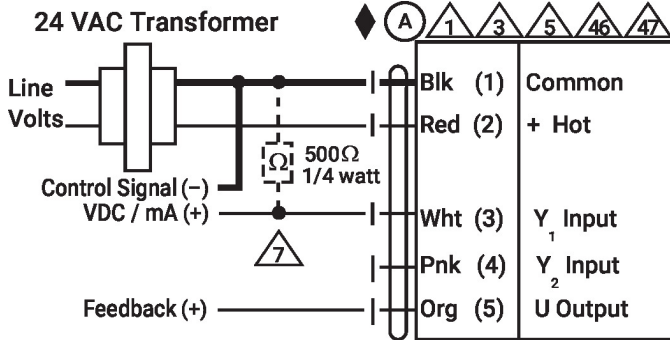 24 VAC Transformer
A 1 3 5 46 47
Line
Volts
Blk (1) Common
Red (2) + Hot
Ω 500Ω
1/4 watt
Control Signal (−)
VDC / mA (+)
Wht (3) Y1 Input
7
Pnk (4) Y2 Input
Feedback (+)
Org (5) U Output